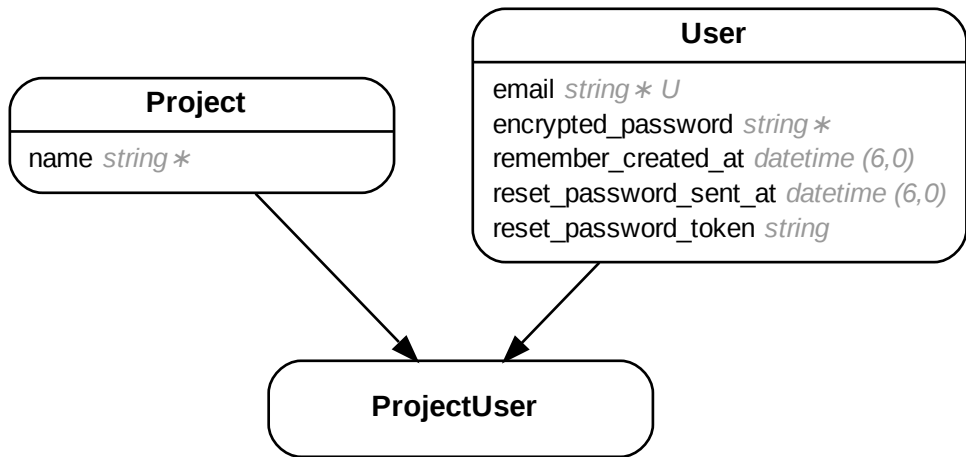 Project
name string∗
User
email string∗ U
encrypted_password string∗
remember_created_at datetime (6,0)
reset_password_sent_at datetime (6,0)
reset_password_token string
ProjectUser